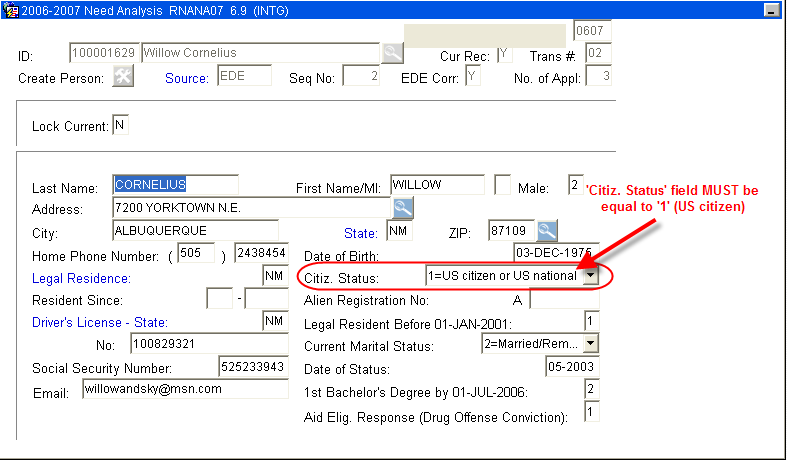 2006-2007 Need Analysis RNANA07 6.9 (INTG)
0607
ID: 100001629 Willow Cornelius Cur Rec: Y Trans #: 02
Create Person: Source: EDE Seq No: 2 EDE Corr: Y No. of Appl: 3
Lock Current: N
Last Name: CORNELIUS First Name/MI: WILLOW Male: 2
'Citiz. Status' field MUST be
equal to '1' (US citizen)
Address: 7200 YORKTOWN N.E.
City: ALBUQUERQUE State: NM ZIP: 87109
Home Phone Number: ( 505 ) 2438454 Date of Birth: 03-DEC-1976
Legal Residence: NM Citiz. Status: 1=US citizen or US national
Resident Since: - Alien Registration No: A
Driver's License - State: NM Legal Resident Before 01-JAN-2001: 1
No: 100829321 Current Marital Status: 2=Married/Rem...
Social Security Number: 525233943 Date of Status: 05-2003
Email: willowandsky@msn.com 1st Bachelor's Degree by 01-JUL-2006: 2
Aid Elig. Response (Drug Offense Conviction): 1